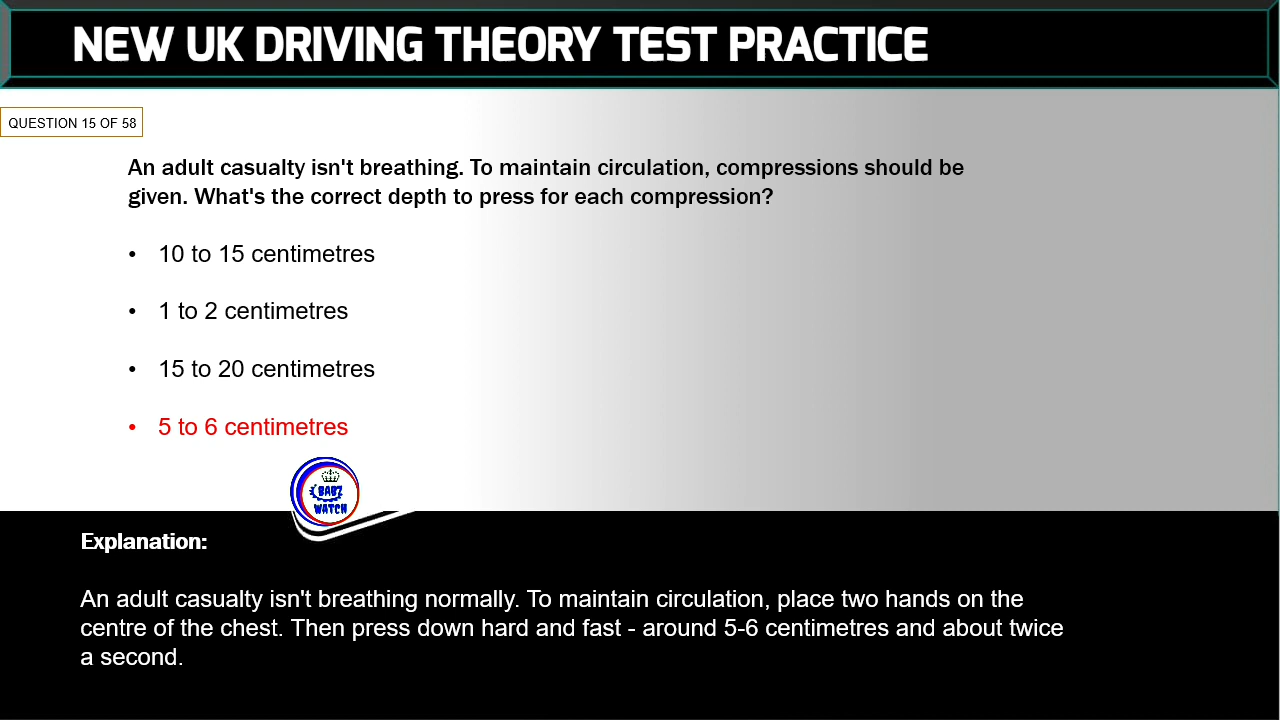 NEW UK DRIVING THEORY TEST PRACTICE
QUESTION 15 OF 58
An adult casualty isn't breathing. To maintain circulation, compressions should be
given. What's the correct depth to press for each compression?
• 10 to 15 centimetres
• 1 to 2 centimetres
• 15 to 20 centimetres
• 5 to 6 centimetres
BABZ
WATCH
Explanation:
An adult casualty isn't breathing normally. To maintain circulation, place two hands on the
centre of the chest. Then press down hard and fast - around 5-6 centimetres and about twice
a second.